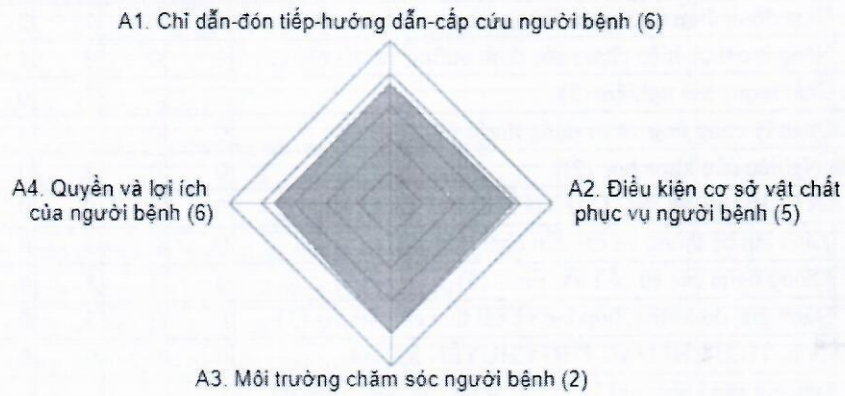 A1. Chỉ dẫn-đón tiếp-hướng dẫn-cấp cứu người bệnh (6)
A4. Quyền và lợi ích
của người bệnh (6)
A2. Điều kiện cơ sở vật chất
phục vụ người bệnh (5)
A3. Môi trường chăm sóc người bệnh (2)